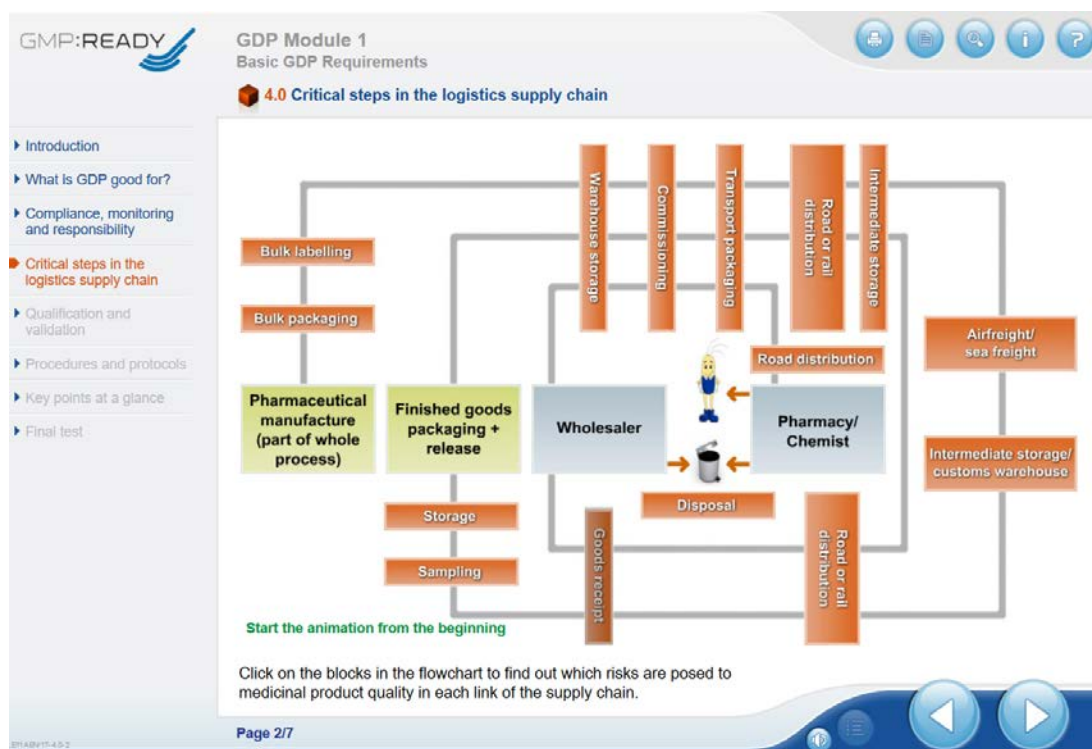 GMP:READY
GDP Module 1
Basic GDP Requirements
4.0 Critical steps in the logistics supply chain
Introduction
What is GDP good for?
Compliance, monitoring
and responsibility
Critical steps in the
logistics supply chain
Qualification and
validation
Procedures and protocols
Key points at a glance
Final test
Warehouse storage
Commissioning
Transport packaging
Road or rail
distribution
Intermediate storage
Bulk labelling
Bulk packaging
Airfreight/
sea freight
Road distribution
Pharmaceutical
manufacture
(part of whole
process)
Finished goods
packaging +
release
Wholesaler
Pharmacy/
Chemist
Intermediate storage/
customs warehouse
Storage
Sampling
Disposal
Goods receipt
Road or rail
distribution
Start the animation from the beginning
Click on the blocks in the flowchart to find out which risks are posed to
medicinal product quality in each link of the supply chain.
Page 2/7